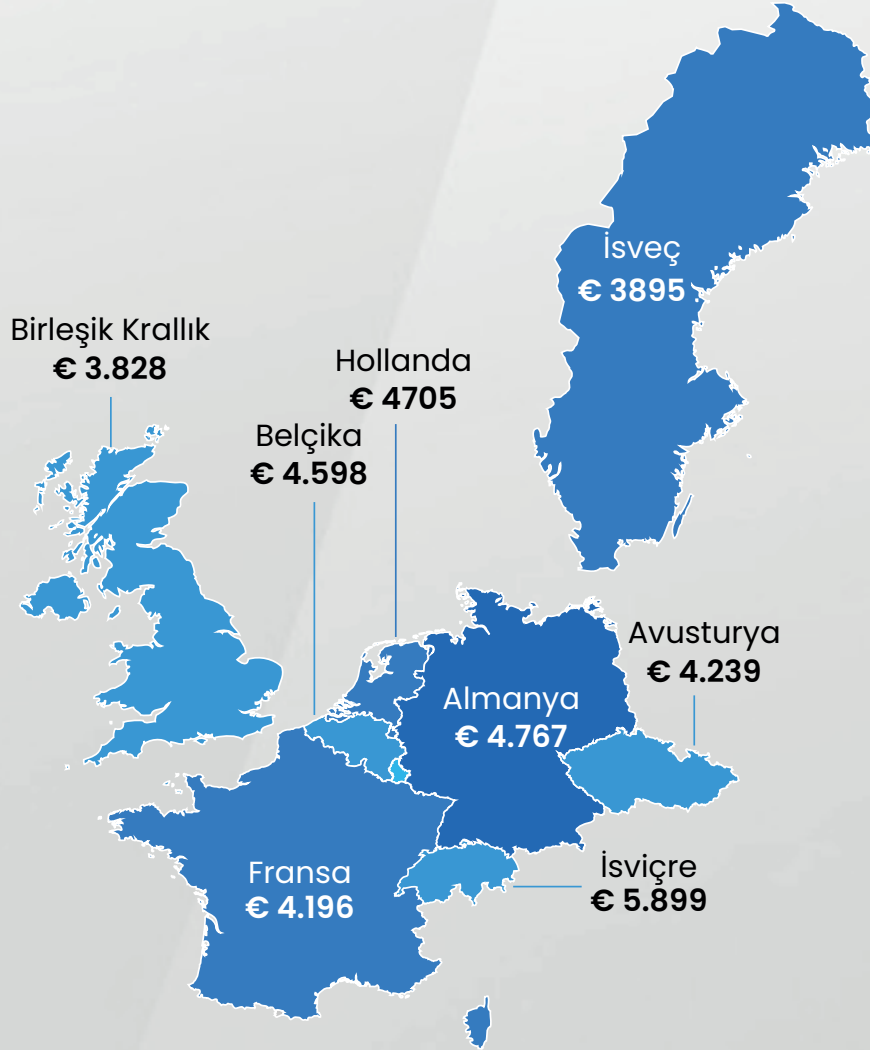 İsveç
€ 3895
Birleşik Krallık
€ 3.828
Hollanda
€ 4705
Belçika
€ 4.598
Avusturya
€ 4.239
Almanya
€ 4.767
İsviçre
€ 5.899
Fransa
€ 4.196